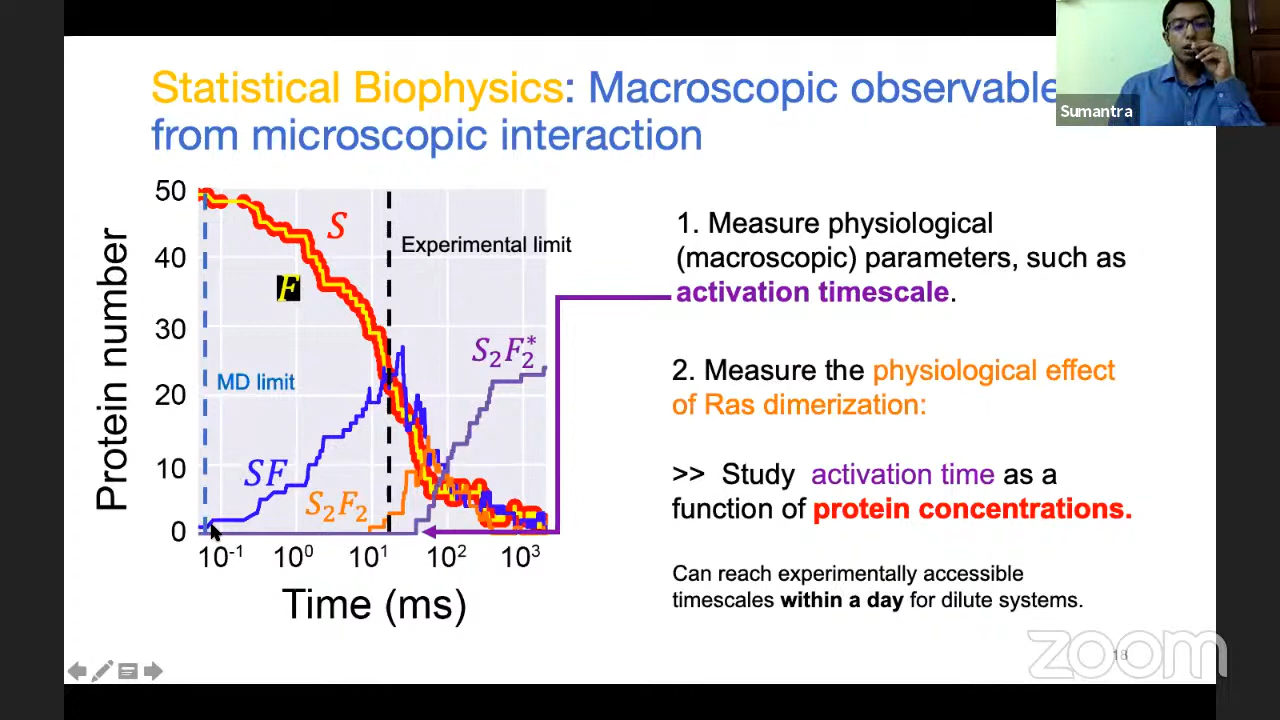 Statistical Biophysics: Macroscopic observable
from microscopic interaction
Sumantra
50
40
30
20
10
0
Protein number
S
F
Experimental limit
MD limit
SF
S₂F₂
S₂F₂*
10⁻¹ 10⁰ 10¹ 10² 10³
Time (ms)
1. Measure physiological
(macroscopic) parameters, such as
activation timescale.
2. Measure the physiological effect
of Ras dimerization:
>> Study activation time as a
function of protein concentrations.
Can reach experimentally accessible
timescales within a day for dilute systems.
18
zoom